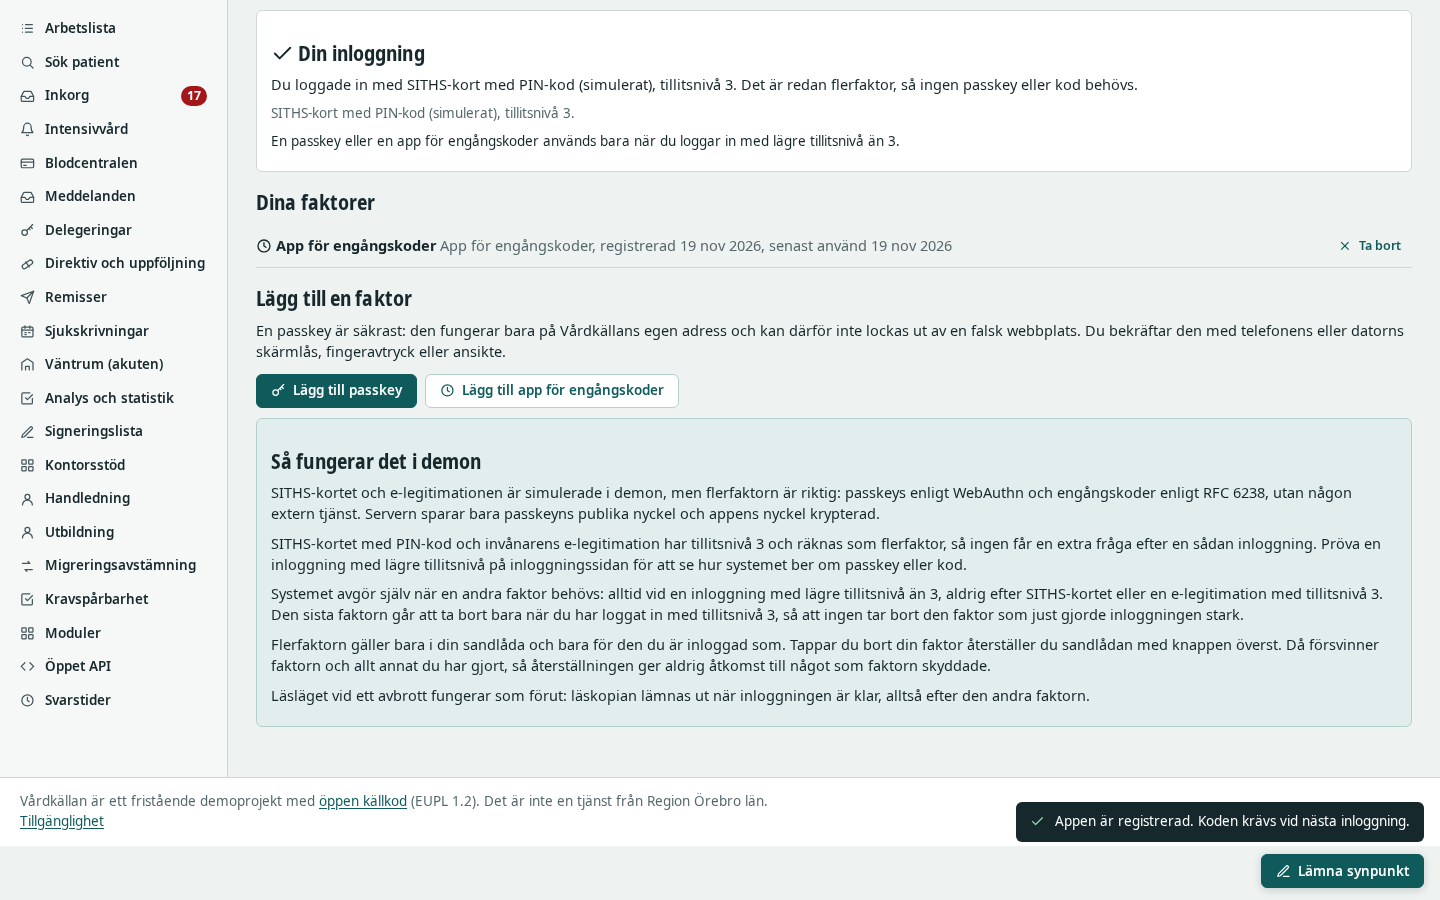 Arbetslista
Sök patient
Inkorg 17
Intensivvård
Blodcentralen
Meddelanden
Delegeringar
Direktiv och uppföljning
Remisser
Sjukskrivningar
Väntrum (akuten)
Analys och statistik
Signeringslista
Kontorsstöd
Handledning
Utbildning
Migreringsavstämning
Kravspårbarhet
Moduler
Öppet API
Svarstider
Din inloggning
Du loggade in med SITHS-kort med PIN-kod (simulerat), tillitsnivå 3. Det är redan flerfaktor, så ingen passkey eller kod behövs.
SITHS-kort med PIN-kod (simulerat), tillitsnivå 3.
En passkey eller en app för engångskoder används bara när du loggar in med lägre tillitsnivå än 3.
Dina faktorer
App för engångskoder App för engångskoder, registrerad 19 nov 2026, senast använd 19 nov 2026 Ta bort
Lägg till en faktor
En passkey är säkrast: den fungerar bara på Vårdkällans egen adress och kan därför inte lockas ut av en falsk webbplats. Du bekräftar den med telefonens eller datorns
skärmlås, fingeravtryck eller ansikte.
Lägg till passkey Lägg till app för engångskoder
Så fungerar det i demon
SITHS-kortet och e-legitimationen är simulerade i demon, men flerfaktorn är riktig: passkeys enligt WebAuthn och engångskoder enligt RFC 6238, utan någon
extern tjänst. Servern sparar bara passkeyns publika nyckel och appens nyckel krypterad.
SITHS-kortet med PIN-kod och invånarens e-legitimation har tillitsnivå 3 och räknas som flerfaktor, så ingen får en extra fråga efter en sådan inloggning. Pröva en
inloggning med lägre tillitsnivå på inloggningssidan för att se hur systemet ber om passkey eller kod.
Systemet avgör själv när en andra faktor behövs: alltid vid en inloggning med lägre tillitsnivå än 3, aldrig efter SITHS-kortet eller en e-legitimation med tillitsnivå 3.
Den sista faktorn går att ta bort bara när du har loggat in med tillitsnivå 3, så att ingen tar bort den faktor som just gjorde inloggningen stark.
Flerfaktorn gäller bara i din sandlåda och bara för den du är inloggad som. Tappar du bort din faktor återställer du sandlådan med knappen överst. Då försvinner
faktorn och allt annat du har gjort, så återställningen ger aldrig åtkomst till något som faktorn skyddade.
Läsläget vid ett avbrott fungerar som förut: läskopian lämnas ut när inloggningen är klar, alltså efter den andra faktorn.
Vårdkällan är ett fristående demoprojekt med öppen källkod (EUPL 1.2). Det är inte en tjänst från Region Örebro län.
Tillgänglighet
Appen är registrerad. Koden krävs vid nästa inloggning.
Lämna synpunkt